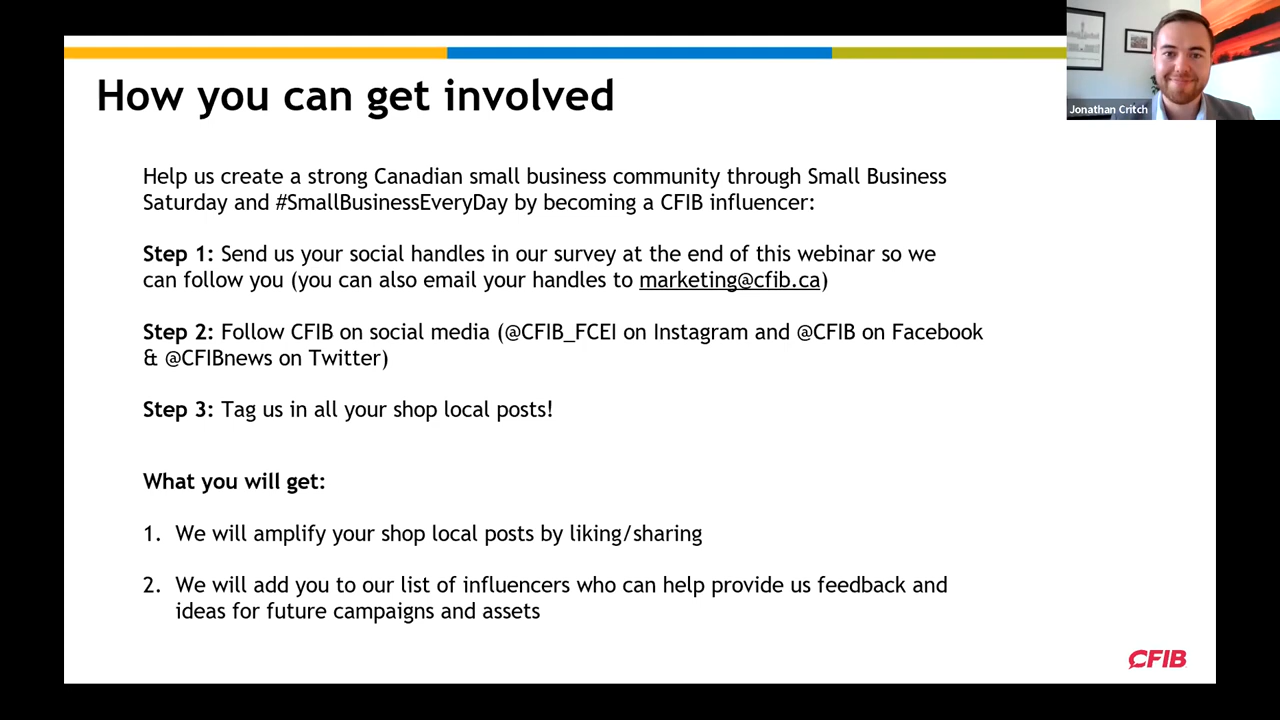 How you can get involved
Jonathan Critch
Help us create a strong Canadian small business community through Small Business
Saturday and #SmallBusinessEveryDay by becoming a CFIB influencer:
Step 1: Send us your social handles in our survey at the end of this webinar so we
can follow you (you can also email your handles to marketing@cfib.ca)
Step 2: Follow CFIB on social media (@CFIB_FCEI on Instagram and @CFIB on Facebook
& @CFIBnews on Twitter)
Step 3: Tag us in all your shop local posts!
What you will get:
1. We will amplify your shop local posts by liking/sharing
2. We will add you to our list of influencers who can help provide us feedback and
ideas for future campaigns and assets
CFIB